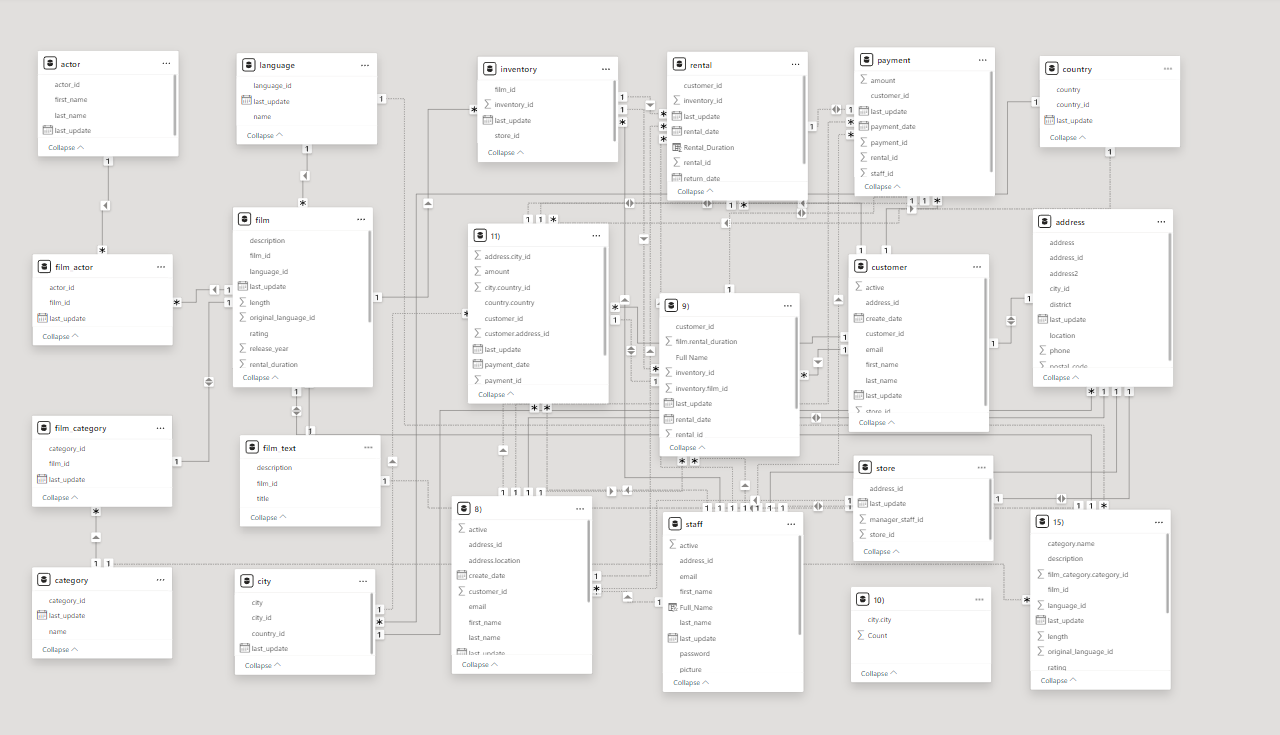 actor
actor_id
first_name
last_name
last_update
Collapse
language
language_id
last_update
name
Collapse
inventory
film_id
inventory_id
last_update
store_id
Collapse
rental
customer_id
inventory_id
last_update
rental_date
Rental_Duration
rental_id
return_date
Collapse
payment
amount
customer_id
last_update
payment_date
payment_id
rental_id
staff_id
Collapse
country
country
country_id
last_update
Collapse
film_actor
actor_id
film_id
last_update
Collapse
film
description
film_id
language_id
last_update
length
original_language_id
rating
release_year
rental_duration
Collapse
11)
address.city_id
amount
city.country_id
country.country
customer_id
customer.address_id
last_update
payment_date
payment_id
Collapse
9)
customer_id
film.rental_duration
Full Name
inventory_id
inventory.film_id
last_update
rental_date
rental_id
Collapse
customer
active
address_id
create_date
customer_id
email
first_name
last_name
last_update
store_id
Collapse
address
address
address_id
address2
city_id
district
last_update
location
phone
postal_code
Collapse
film_category
category_id
film_id
last_update
Collapse
film_text
description
film_id
title
Collapse
category
category_id
last_update
name
Collapse
city
city
city_id
country_id
last_update
Collapse
8)
active
address_id
address.location
create_date
customer_id
email
first_name
last_name
last_update
Collapse
staff
active
address_id
email
first_name
Full_Name
last_name
last_update
password
picture
Collapse
store
address_id
last_update
manager_staff_id
store_id
Collapse
10)
city.city
Count
Collapse
15)
category.name
description
film_category.category_id
film_id
language_id
last_update
length
original_language_id
rating
Collapse